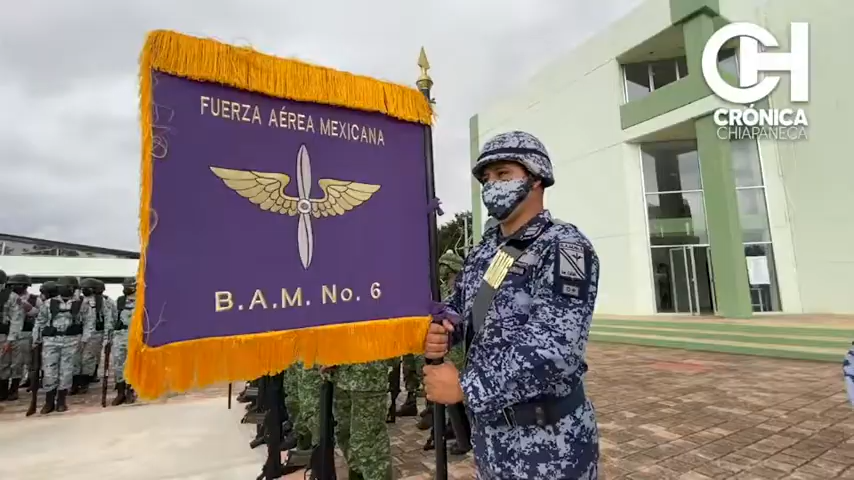 FUERZA AÉREA MEXICANA
B.A.M. No. 6
CH
CRÓNICA
CHIAPANECA